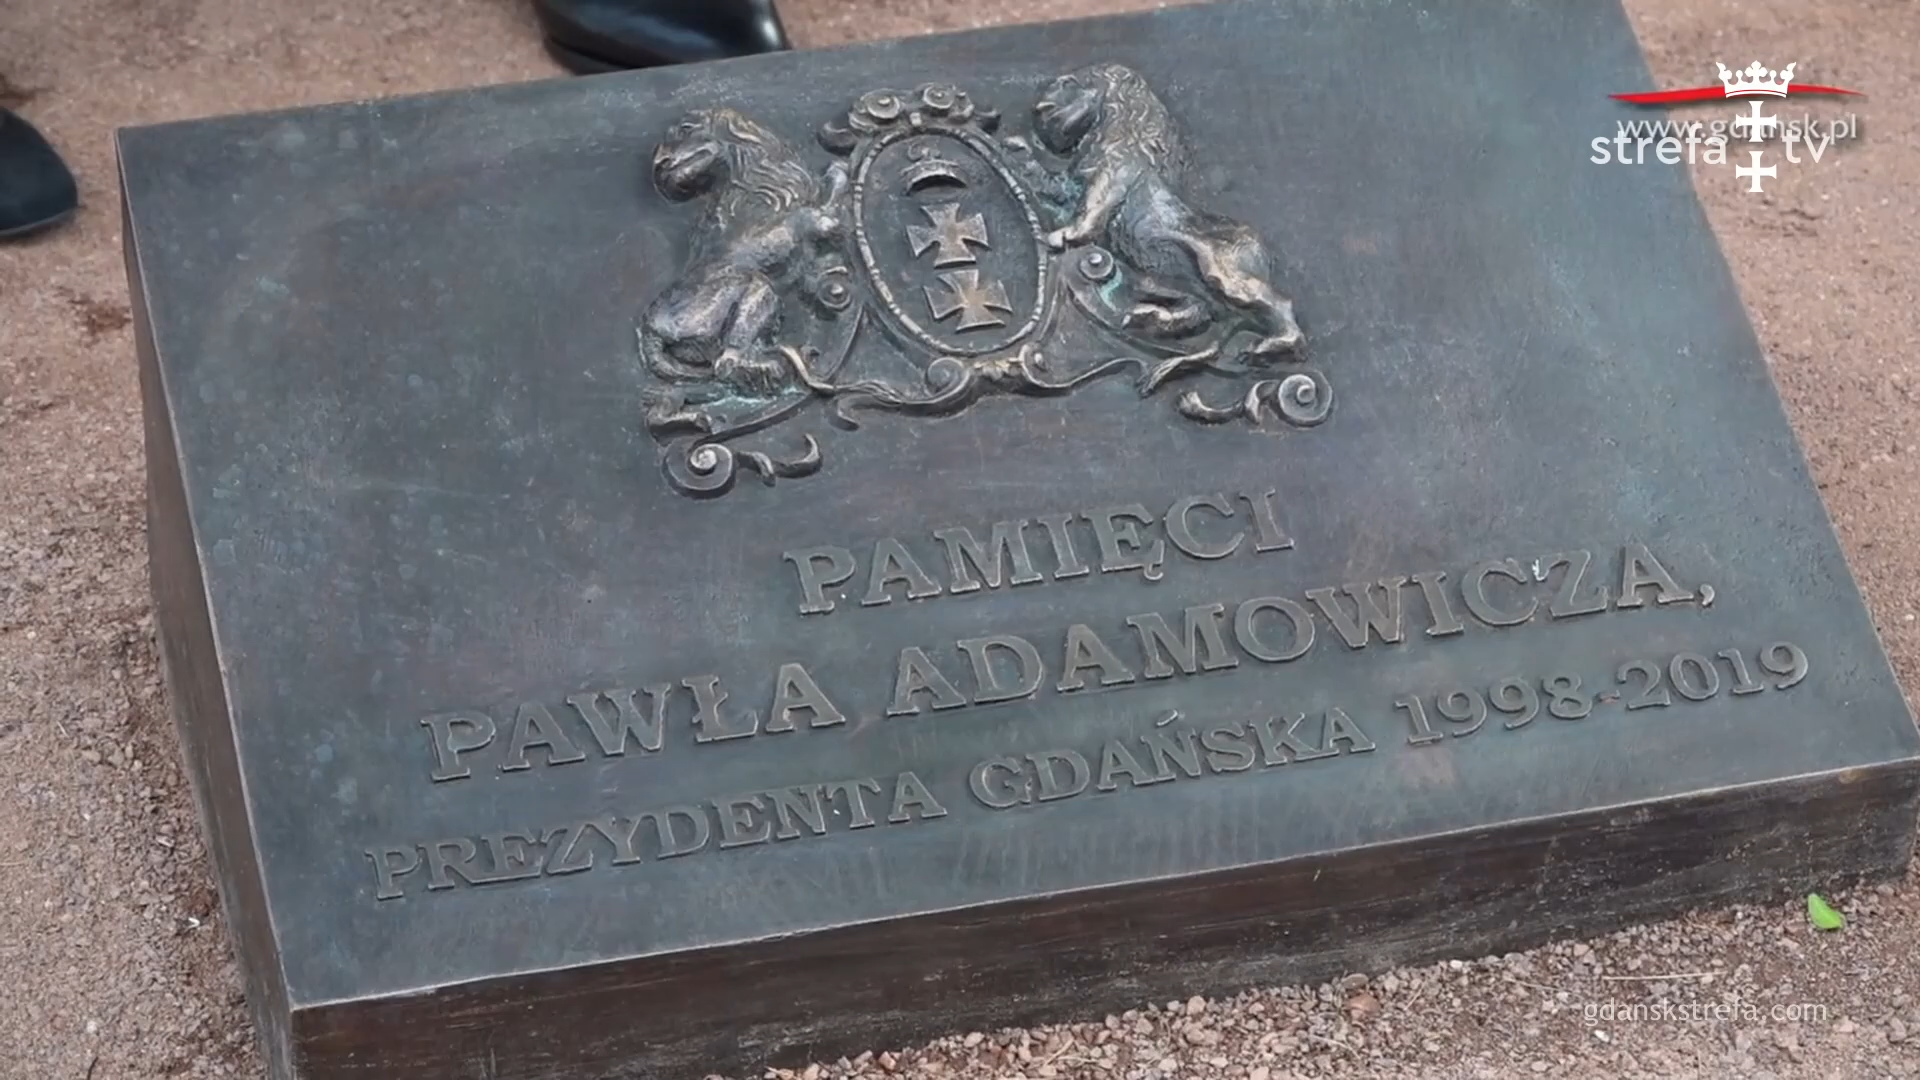 www.gdansk.pl
strefa tv
PAMIĘCI
PAWŁA ADAMOWICZA,
PREZYDENTA GDAŃSKA 1998-2019
gdanskstrefa.com